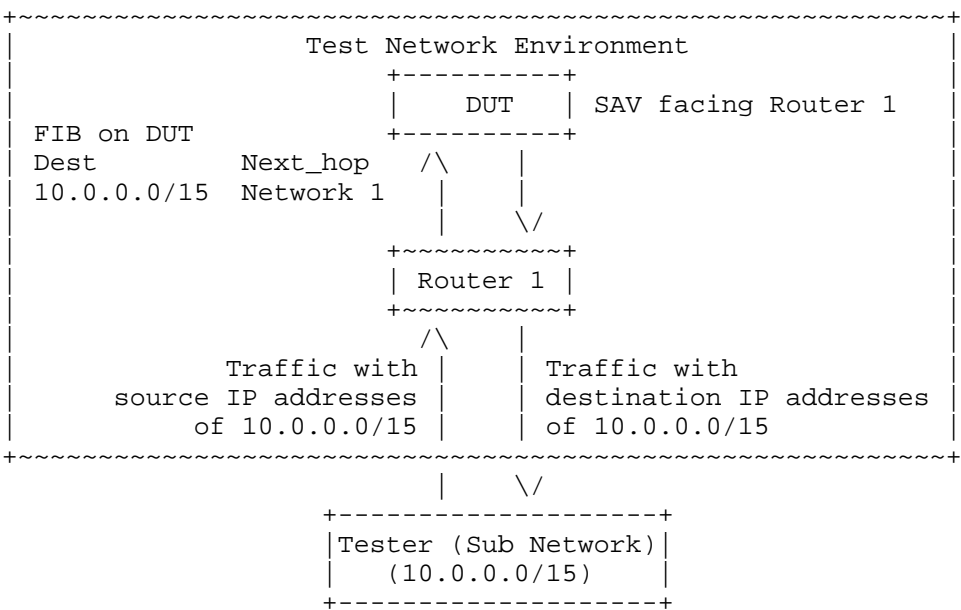 Test Network Environment
DUT SAV facing Router 1
FIB on DUT
Dest Next_hop
10.0.0.0/15 Network 1
Router 1
Traffic with Traffic with
source IP addresses destination IP addresses
of 10.0.0.0/15 of 10.0.0.0/15
Tester (Sub Network)
(10.0.0.0/15)